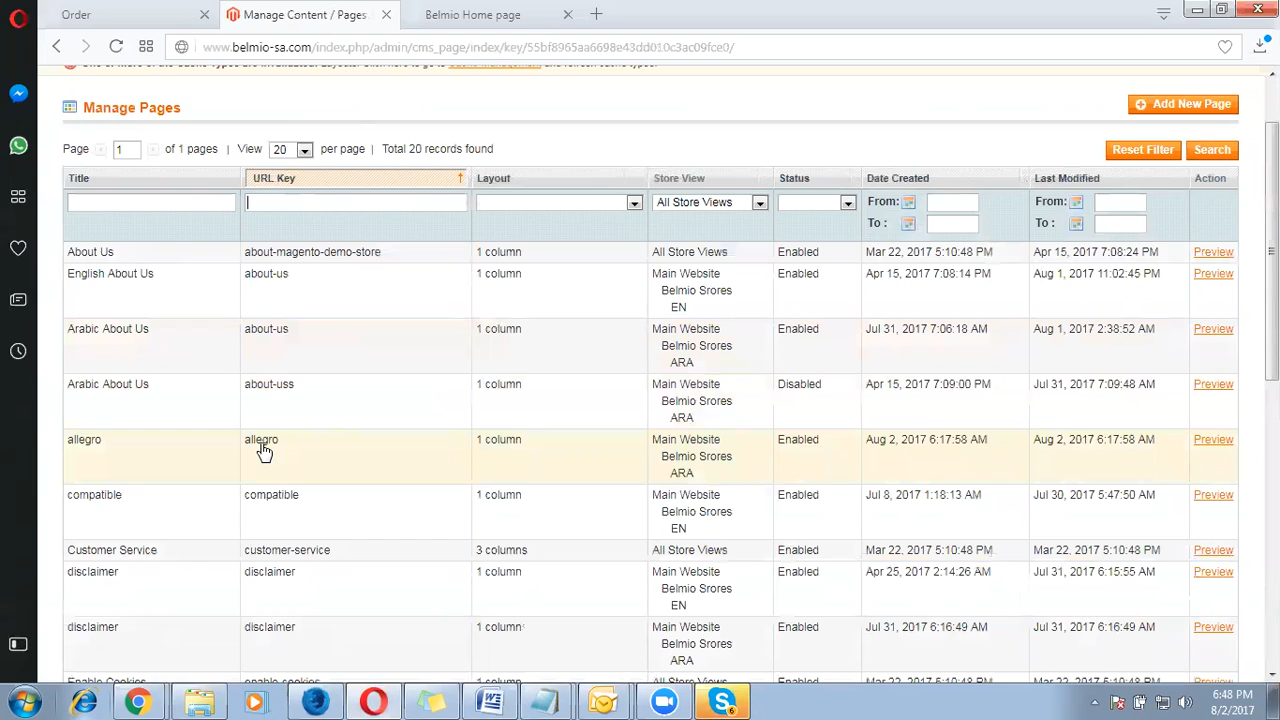 Order
Manage Content / Pages
Belmio Home page
www.belmio-sa.com/index.php/admin/cms_page/index/key/55bf8965aa6698e43dd010c3ac09fce0/
Manage Pages
Add New Page
Page 1 of 1 pages | View 20 per page | Total 20 records found
Reset Filter Search
Title URL Key Layout Store View Status Date Created Last Modified Action
All Store Views From: From:
To : To :
About Us about-magento-demo-store 1 column All Store Views Enabled Mar 22, 2017 5:10:48 PM Apr 15, 2017 7:08:24 PM Preview
English About Us about-us 1 column Main Website Enabled Apr 15, 2017 7:08:14 PM Aug 1, 2017 11:02:45 PM Preview
Belmio Srores
EN
Arabic About Us about-us 1 column Main Website Enabled Jul 31, 2017 7:06:18 AM Aug 1, 2017 2:38:52 AM Preview
Belmio Srores
ARA
Arabic About Us about-uss 1 column Main Website Disabled Apr 15, 2017 7:09:00 PM Jul 31, 2017 7:09:48 AM Preview
Belmio Srores
ARA
allegro allegro 1 column Main Website Enabled Aug 2, 2017 6:17:58 AM Aug 2, 2017 6:17:58 AM Preview
Belmio Srores
ARA
compatible compatible 1 column Main Website Enabled Jul 8, 2017 1:18:13 AM Jul 30, 2017 5:47:50 AM Preview
Belmio Srores
EN
Customer Service customer-service 3 columns All Store Views Enabled Mar 22, 2017 5:10:48 PM Mar 22, 2017 5:10:48 PM Preview
disclaimer disclaimer 1 column Main Website Enabled Apr 25, 2017 2:14:26 AM Jul 31, 2017 6:15:55 AM Preview
Belmio Srores
EN
disclaimer disclaimer 1 column Main Website Enabled Jul 31, 2017 6:16:49 AM Jul 31, 2017 6:16:49 AM Preview
Belmio Srores
ARA
6:48 PM
8/2/2017